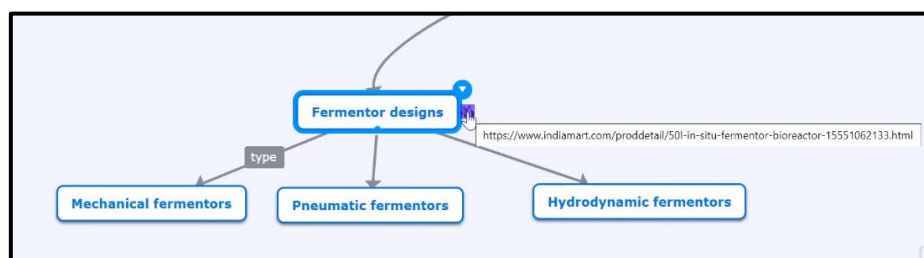 Fermentor designs
https://www.indiamart.com/proddetail/50l-in-situ-fermentor-bioreactor-15551062133.html
type
Mechanical fermentors
Pneumatic fermentors
Hydrodynamic fermentors